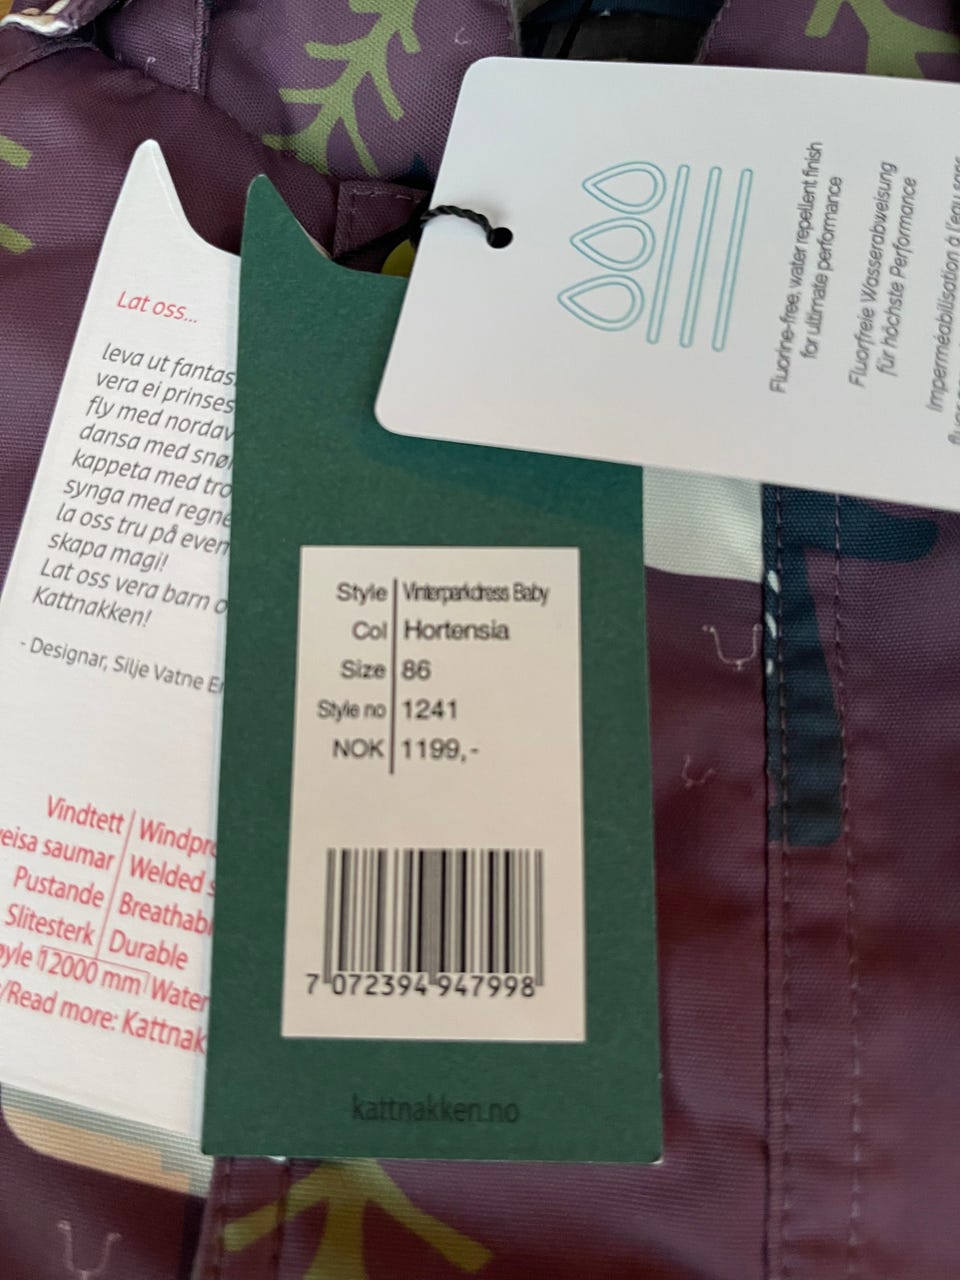 Lat oss...
leva ut fantas
vera ei prinses
fly med nordav
dansa med snø
kappeta med tro
synga med regne
la oss tru på even
skapa magi!
Lat oss vera barn o
Kattnakken!
- Designar, Silje Vatne
Vindtett | Windpro
veisa saumar | Welded s
Pustande | Breathabl
Slitesterk | Durable
øyle 12000 mm Water
/Read more: Kattnak
Style | Vinterparkdress Baby
Col | Hortensia
Size | 86
Style no | 1241
NOK | 1199,-
7 072394 947998
kattnakken.no
Fluorine-free, water repellent finish
for ultimate performance
Fluorfreie Wasserabweisung
für höchste Performance
Imperméabilisation à l'eau sans